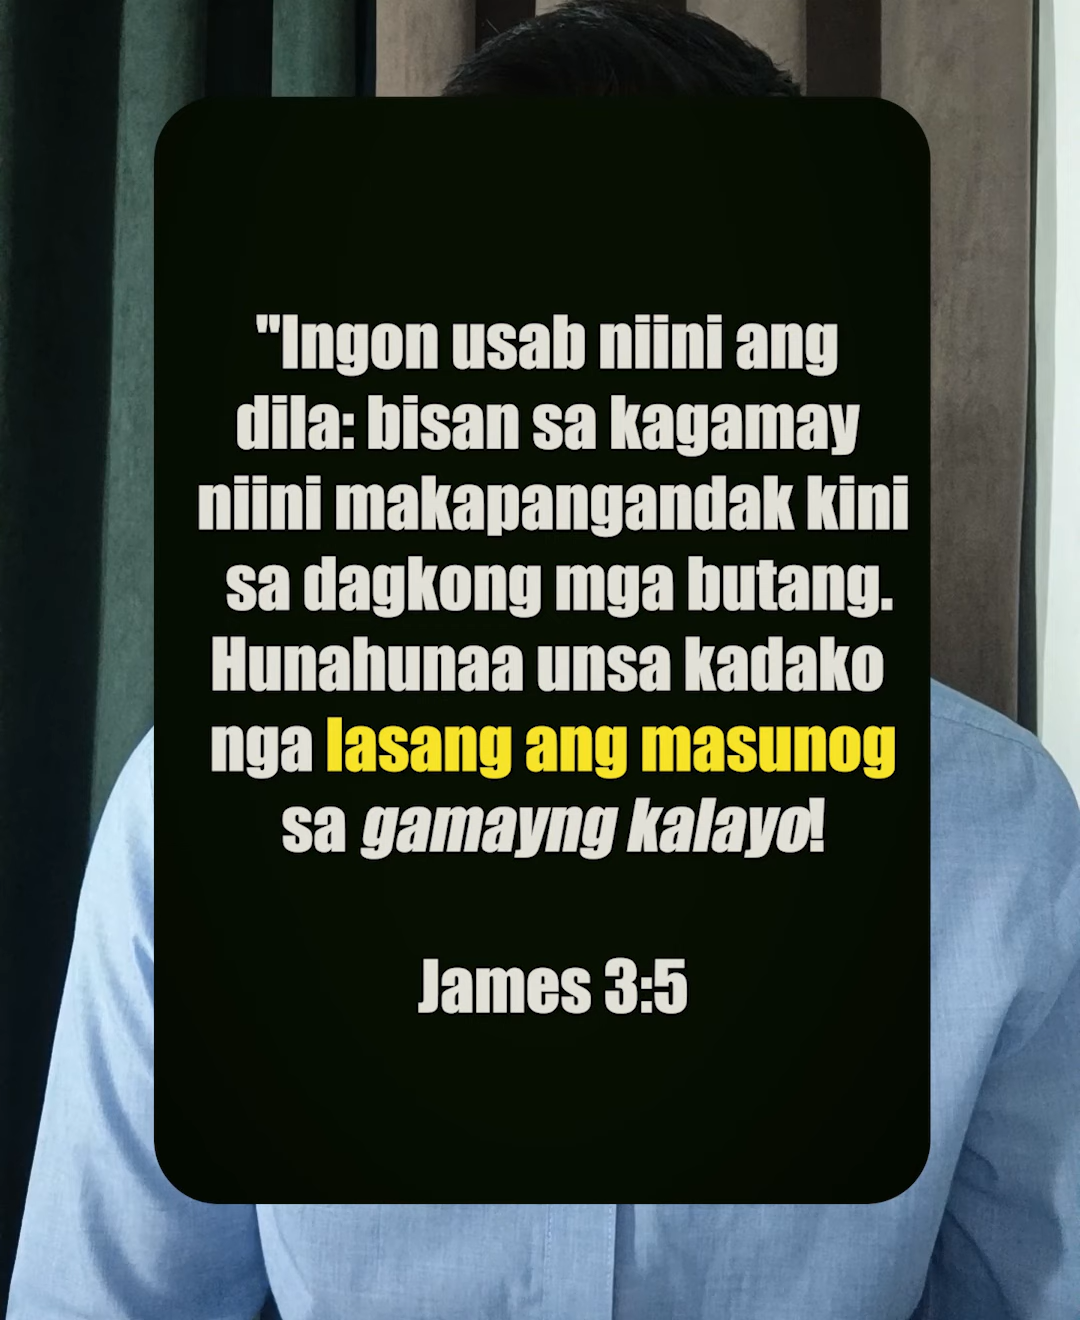 "Ingon usab niini ang
dila: bisan sa kagamay
niini makapangandak kini
sa dagkong mga butang.
Hunahunaa unsa kadako
nga lasang ang masunog
sa gamayng kalayo!
James 3:5